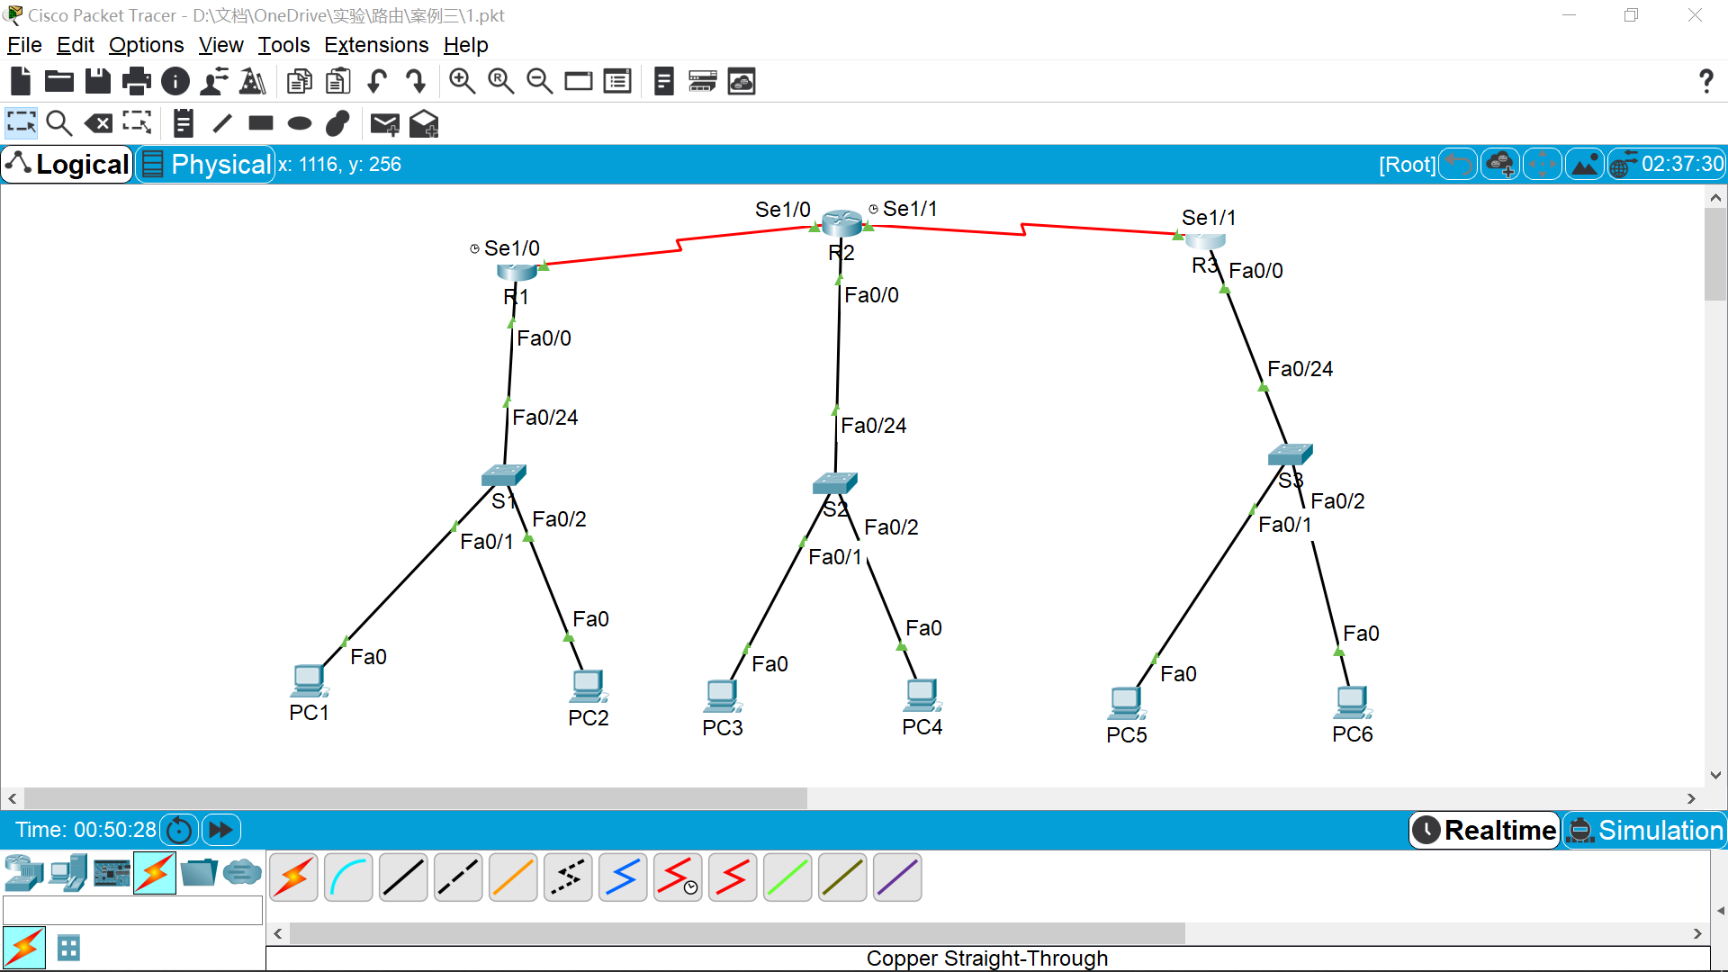 Cisco Packet Tracer - D:\文档\OneDrive\实验\路由\案例三\1.pkt
File Edit Options View Tools Extensions Help
?
Logical Physical x: 1116, y: 256 [Root] 02:37:30
Se1/0 Se1/1 Se1/1
Se1/0 R2 R3 Fa0/0
R1 Fa0/0
Fa0/0
Fa0/24
Fa0/24 Fa0/24
S1 S2 S3
Fa0/2 Fa0/2 Fa0/2
Fa0/1 Fa0/1 Fa0/1
Fa0 Fa0 Fa0
Fa0 Fa0 Fa0
PC1 PC2 PC3 PC4 PC5 PC6
Time: 00:50:28 Realtime Simulation
Copper Straight-Through